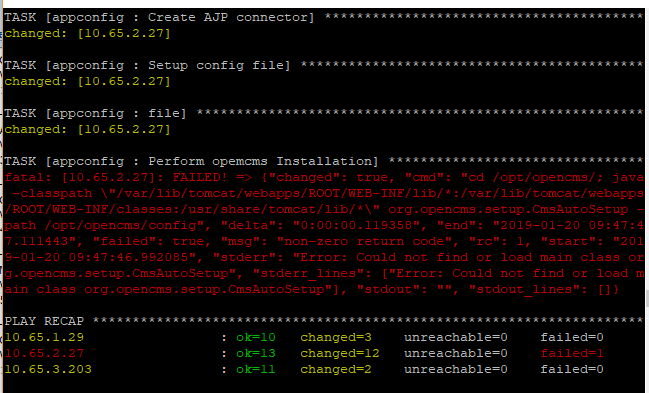 TASK [appconfig : Create AJP connector] ****************************************
changed: [10.65.2.27]
TASK [appconfig : Setup config file] *******************************************
changed: [10.65.2.27]
TASK [appconfig : file] ********************************************************
changed: [10.65.2.27]
TASK [appconfig : Perform opemcms Installation] ********************************
fatal: [10.65.2.27]: FAILED! => {"changed": true, "cmd": "cd /opt/opencms/; java
 -classpath \"/var/lib/tomcat/webapps/ROOT/WEB-INF/lib/*:/var/lib/tomcat/webapps
/ROOT/WEB-INF/classes:/usr/share/tomcat/lib/*\" org.opencms.setup.CmsAutoSetup -
path /opt/opencms/config", "delta": "0:00:00.119358", "end": "2019-01-20 09:47:4
7.111443", "failed": true, "msg": "non-zero return code", "rc": 1, "start": "201
9-01-20 09:47:46.992085", "stderr": "Error: Could not find or load main class or
g.opencms.setup.CmsAutoSetup", "stderr_lines": ["Error: Could not find or load m
ain class org.opencms.setup.CmsAutoSetup"], "stdout": "", "stdout_lines": []}
PLAY RECAP *********************************************************************
10.65.1.29 : ok=10 changed=3 unreachable=0 failed=0
10.65.2.27 : ok=13 changed=12 unreachable=0 failed=1
10.65.3.203 : ok=11 changed=2 unreachable=0 failed=0